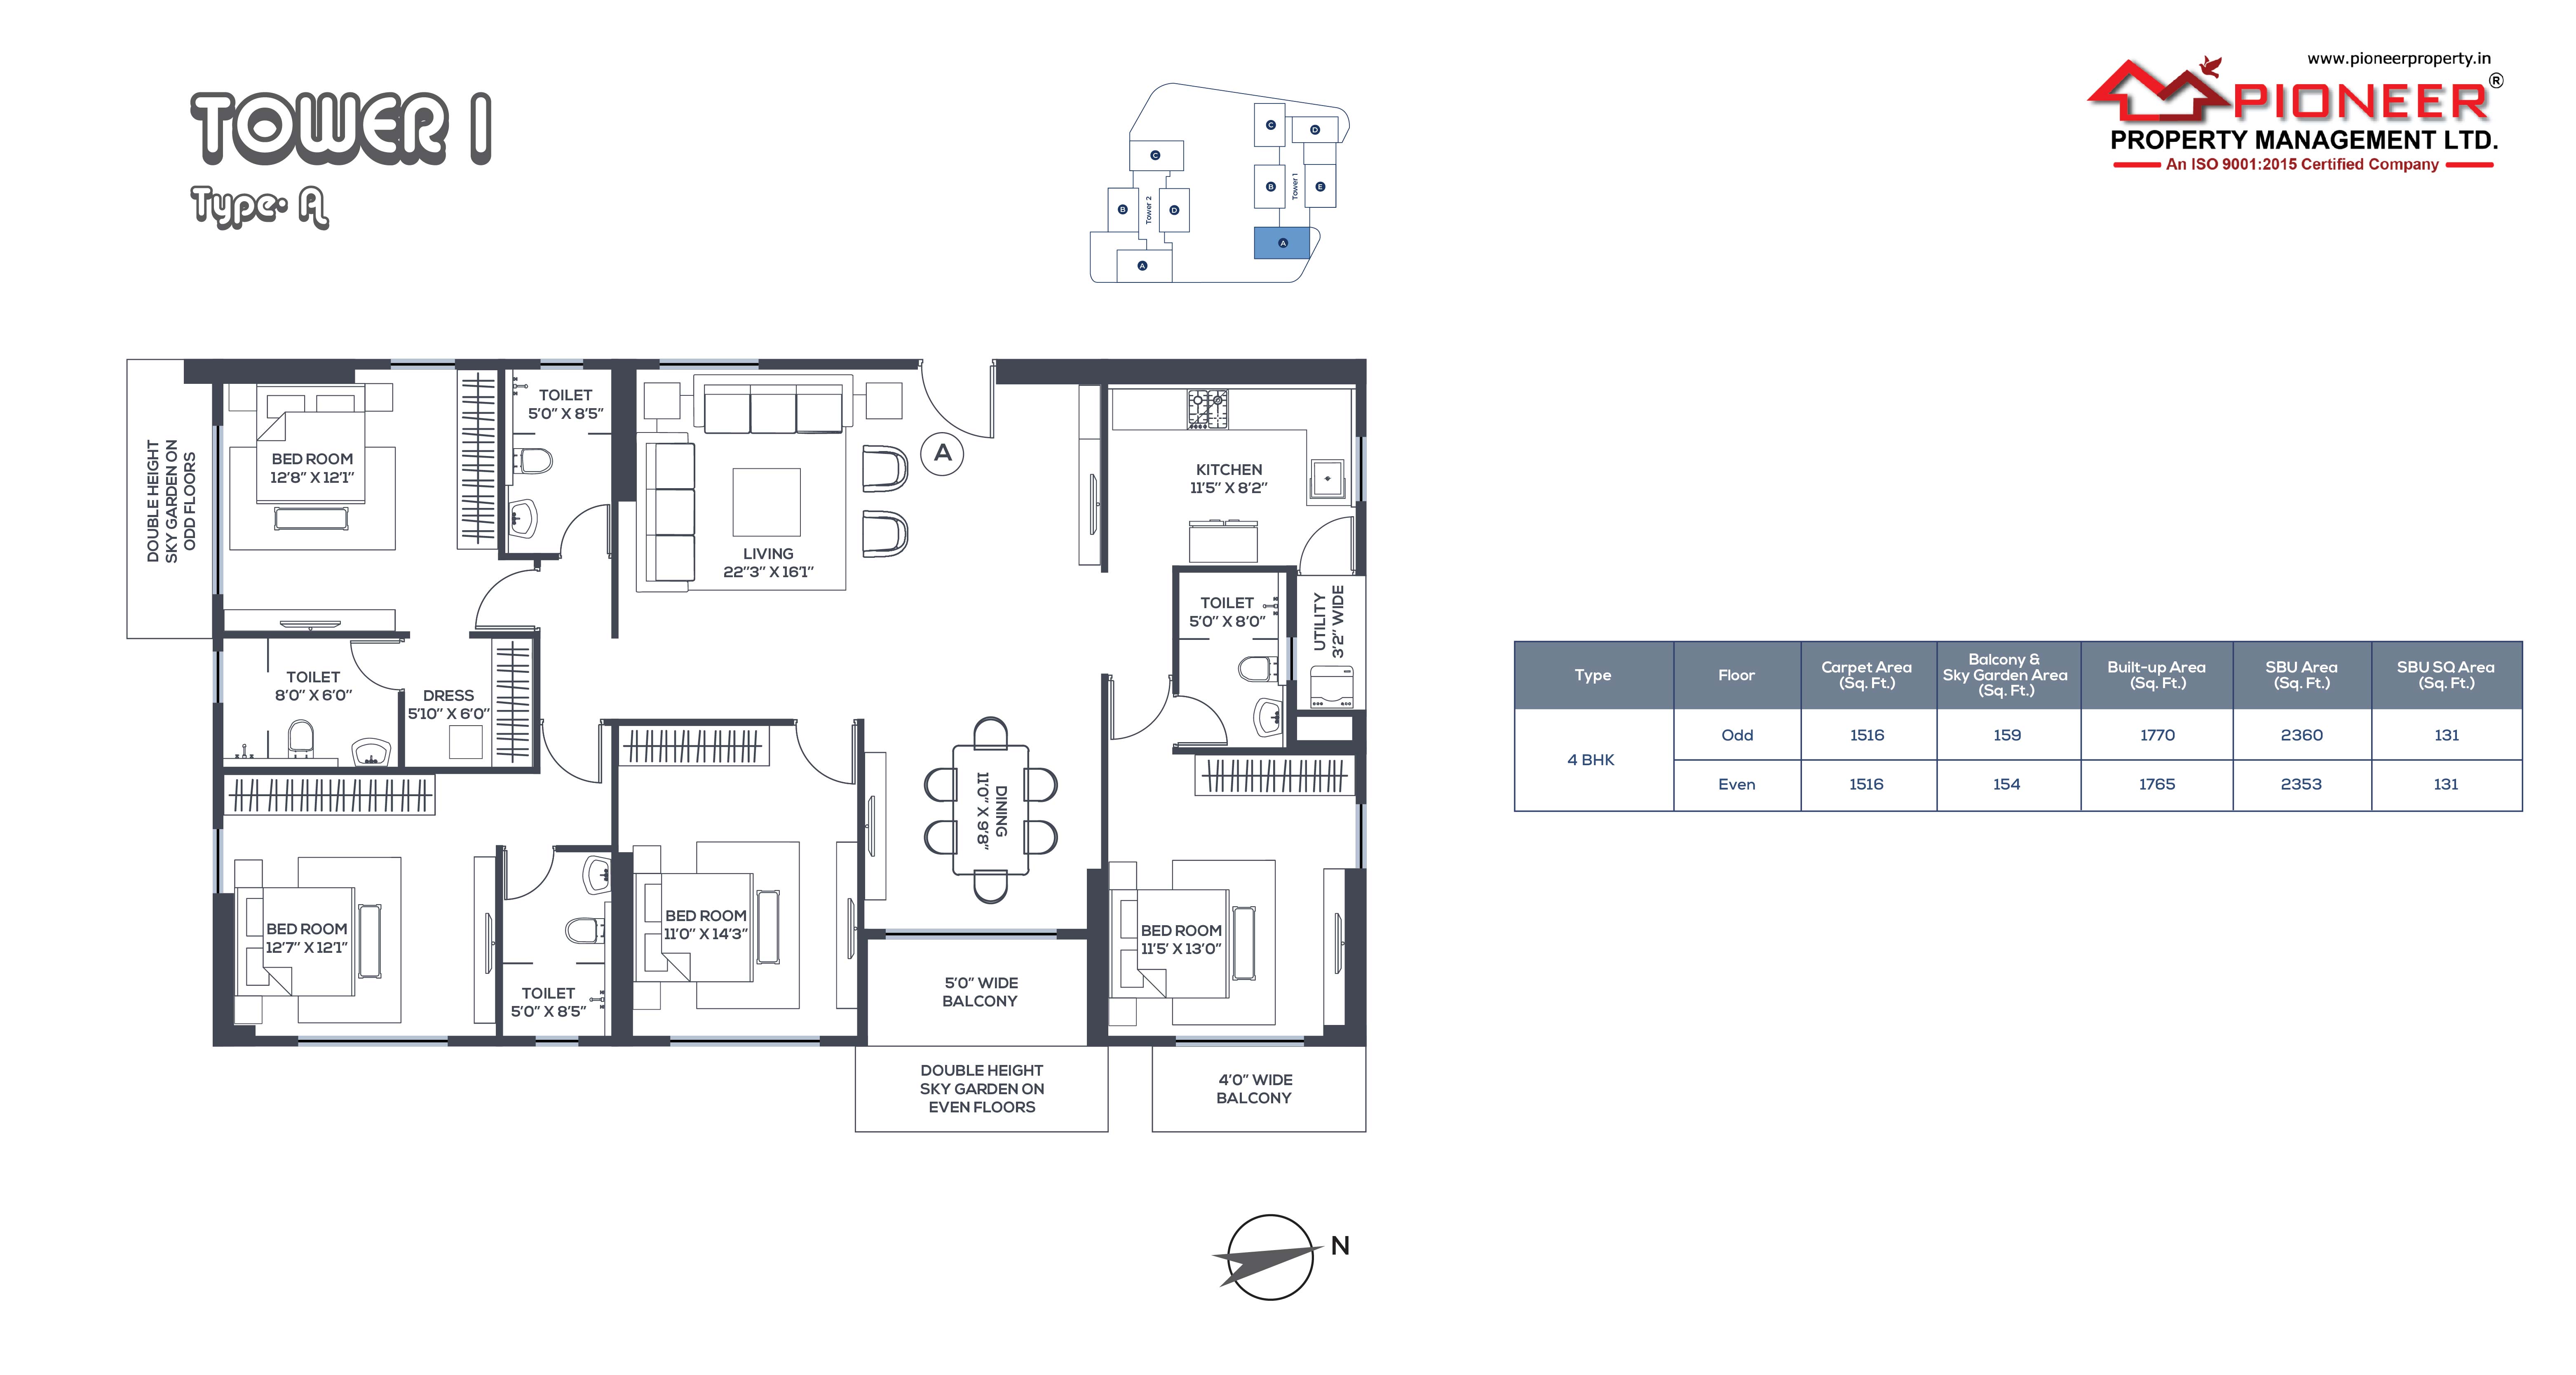 www.pioneerproperty.in
PIONEER®
PROPERTY MANAGEMENT LTD.
An ISO 9001:2015 Certified Company
TOWER 1
Type- A
C
D
B
Tower 1
E
A
C
B
Tower 2
D
A
DOUBLE HEIGHT
SKY GARDEN ON
ODD FLOORS
BED ROOM
12'8" X 12'1"
TOILET
5'0" X 8'5"
LIVING
22"3" X 16'1"
A
KITCHEN
11'5" X 8'2"
TOILET
5'0" X 8'0"
UTILITY
3'2" WIDE
TOILET
8'0" X 6'0"
DRESS
5'10" X 6'0"
DINING
11'0" X 9'8"
BED ROOM
12'7" X 12'1"
TOILET
5'0" X 8'5"
BED ROOM
11'0" X 14'3"
BED ROOM
11'5' X 13'0"
5'0" WIDE
BALCONY
DOUBLE HEIGHT
SKY GARDEN ON
EVEN FLOORS
4'0" WIDE
BALCONY
N
Type Floor Carpet Area (Sq. Ft.) Balcony & Sky Garden Area (Sq. Ft.) Built-up Area (Sq. Ft.) SBU Area (Sq. Ft.) SBU SQ Area (Sq. Ft.)
4 BHK
Odd 1516 159 1770 2360 131
Even 1516 154 1765 2353 131